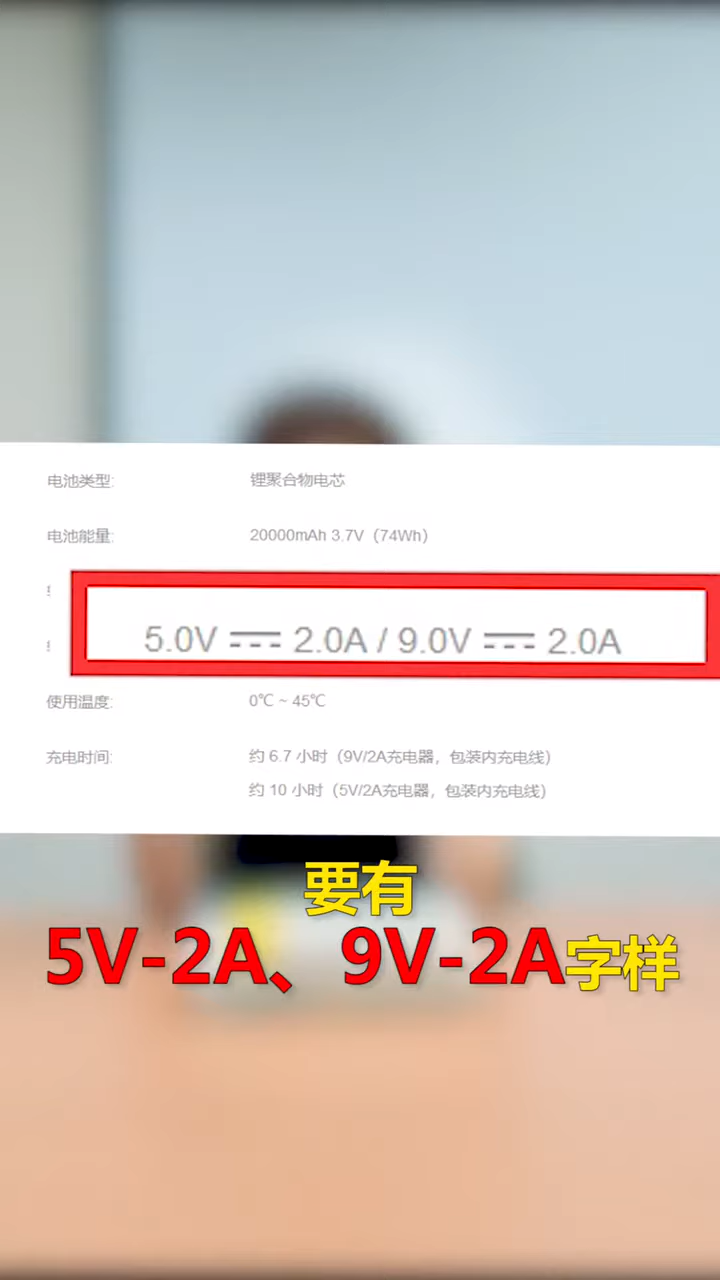 电池类型: 锂聚合物电芯
电池能量: 20000mAh 3.7V（74Wh）
5.0V ⎓ 2.0A / 9.0V ⎓ 2.0A
使用温度: 0℃ ~ 45℃
充电时间: 约 6.7 小时（9V/2A充电器，包装内充电线）
约 10 小时（5V/2A充电器，包装内充电线）
要有
5V-2A、9V-2A字样